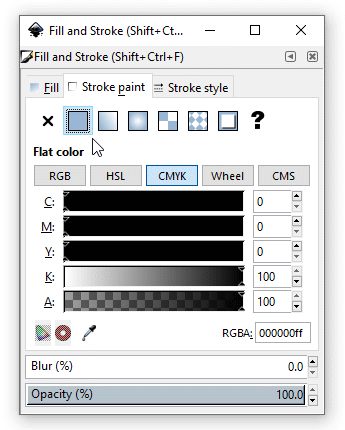 Fill and Stroke (Shift+Ct...
Fill and Stroke (Shift+Ctrl+F)
Fill Stroke paint Stroke style
?
Flat color
RGB HSL CMYK Wheel CMS
C: 0
M: 0
Y: 0
K: 100
A: 100
RGBA: 000000ff
Blur (%) 0.0
Opacity (%) 100.0